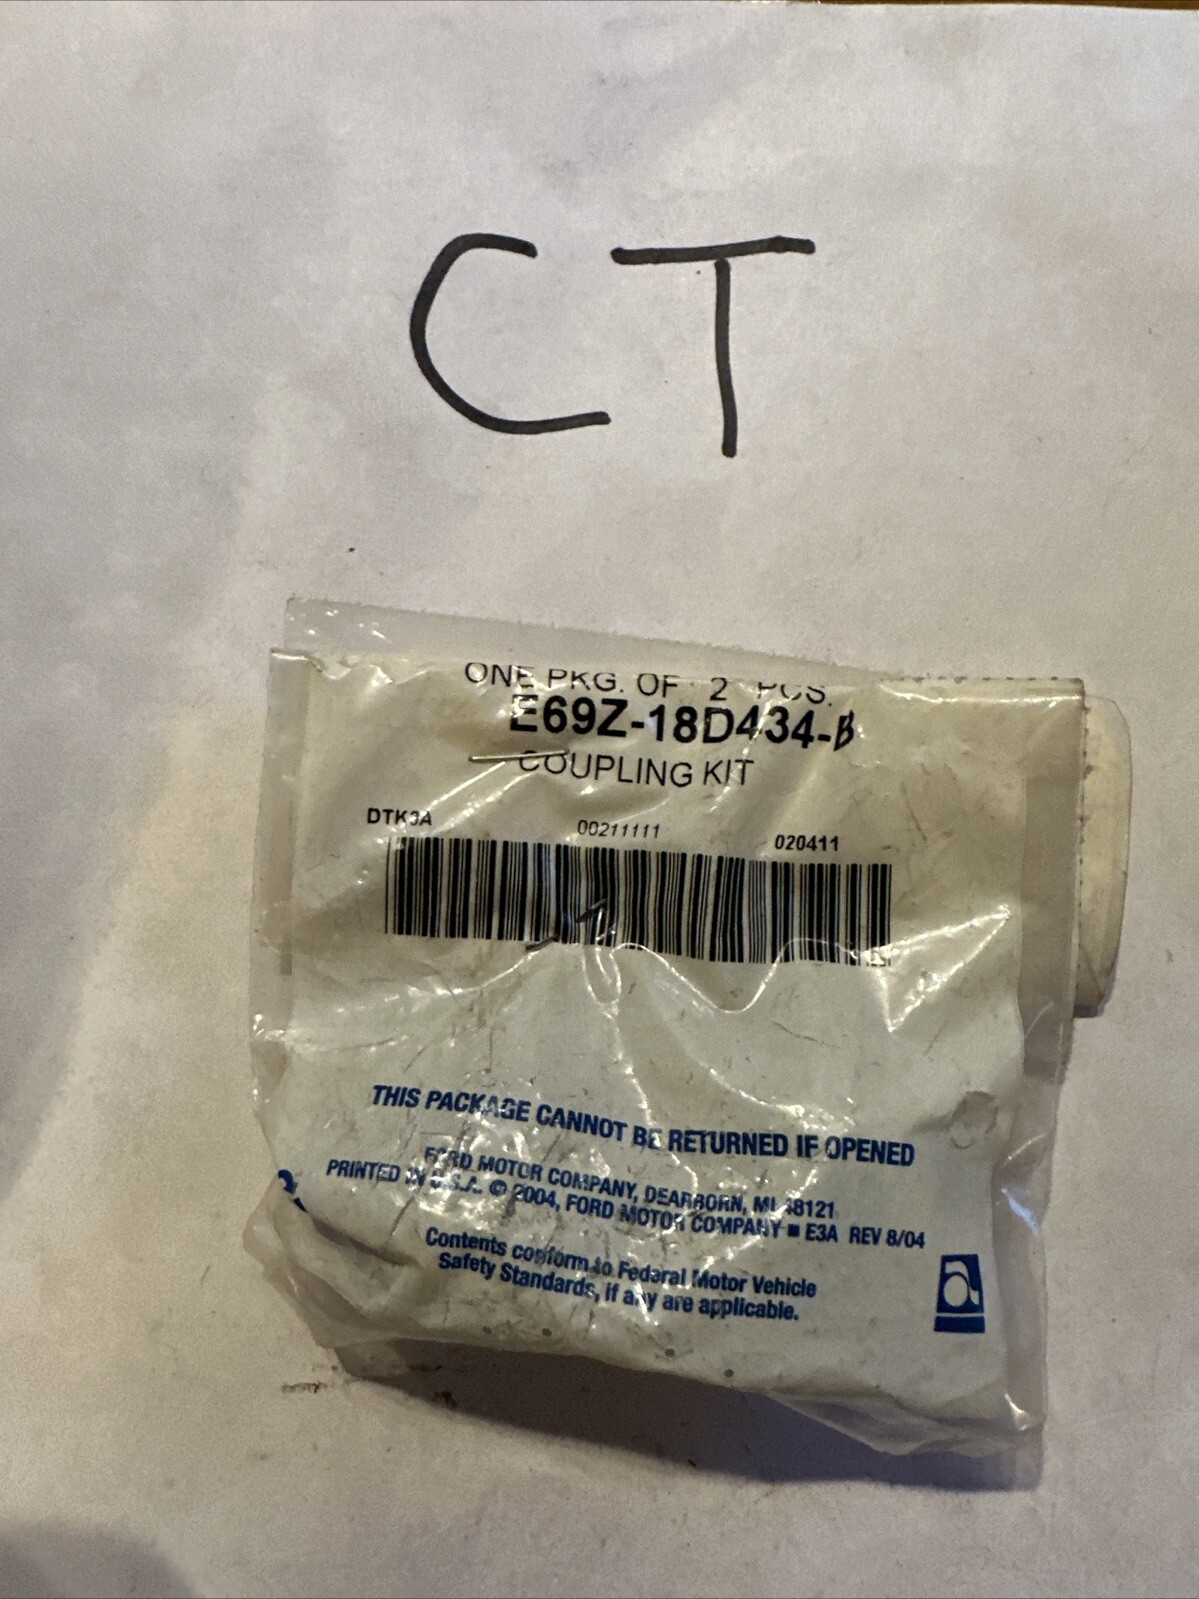 CT
ONE PKG. OF 2 PCS.
E69Z-18D434-B
COUPLING KIT
DTK3A 00211111 020411
THIS PACKAGE CANNOT BE RETURNED IF OPENED
FORD MOTOR COMPANY, DEARBORN, MI 48121
PRINTED IN U.S.A. © 2004, FORD MOTOR COMPANY ■ E3A REV 8/04
Contents conform to Federal Motor Vehicle
Safety Standards, if any are applicable.